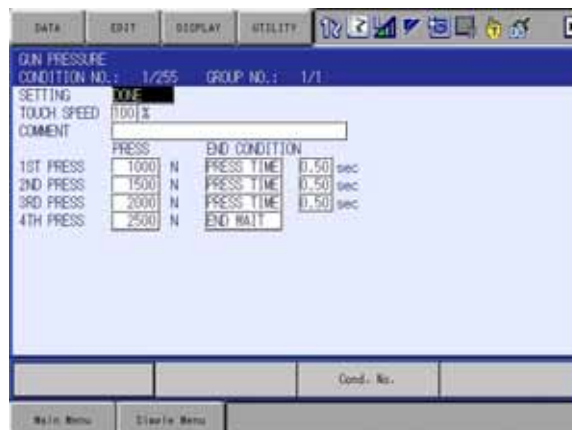 DATA EDIT DISPLAY UTILITY
GUN PRESSURE
CONDITION NO.: 1/255 GROUP NO.: 1/1
SETTING DONE
TOUCH SPEED 100 %
COMMENT
PRESS END CONDITION
1ST PRESS 1000 N PRESS TIME 0.50 sec
2ND PRESS 1500 N PRESS TIME 0.50 sec
3RD PRESS 2000 N PRESS TIME 0.50 sec
4TH PRESS 2500 N END WAIT
Cond. No.
Main Menu Simple Menu